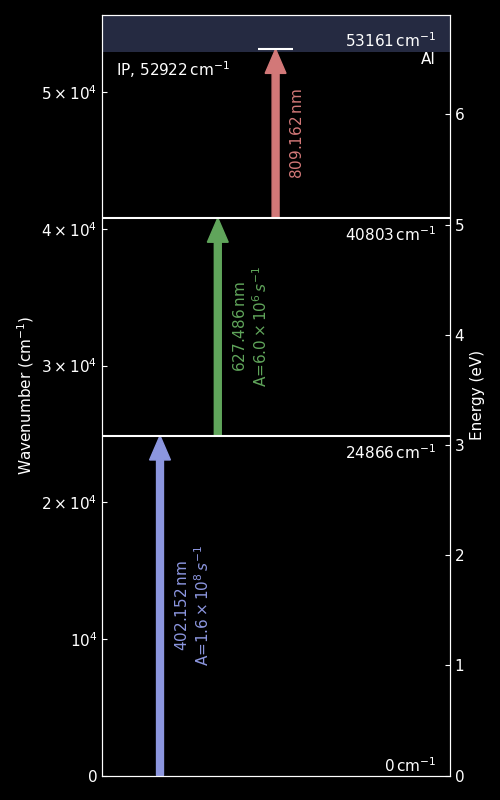 53161 cm⁻¹
AI
IP, 52922 cm⁻¹
5 × 10⁴
6
809.162 nm
4 × 10⁴
40803 cm⁻¹
5
627.486 nm
A=6.0 × 10⁶ s⁻¹
4
3 × 10⁴
Wavenumber (cm⁻¹)
Energy (eV)
24866 cm⁻¹
3
2 × 10⁴
2
402.152 nm
A=1.6 × 10⁸ s⁻¹
10⁴
1
0 cm⁻¹
0
0